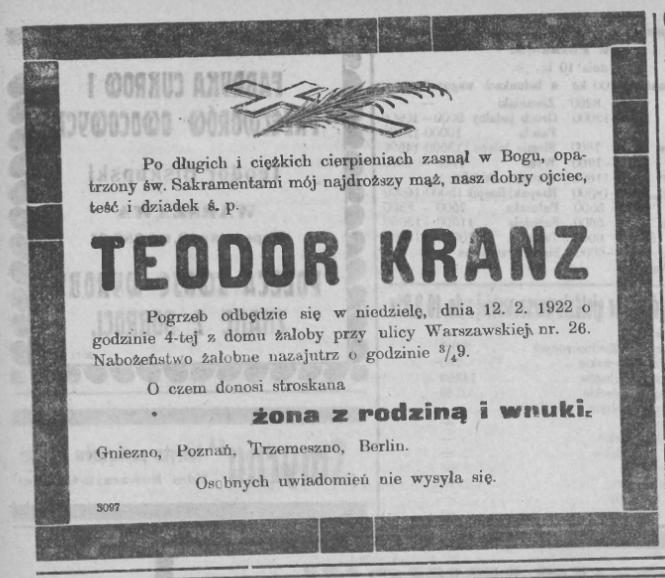 Po długich i ciężkich cierpieniach zasnął w Bogu, opa-
trzony św. Sakramentami mój najdroższy mąż, nasz dobry ojciec,
teść i dziadek ś. p.
TEODOR KRANZ
Pogrzeb odbędzie się w niedzielę, dnia 12. 2. 1922 o
godzinie 4-tej z domu żałoby przy ulicy Warszawskiej nr. 26.
Nabożeństwo żałobne nazajutrz o godzinie ³/₄9.
O czem donosi stroskana
żona z rodziną i wnuki.
Gniezno, Poznań, Trzemeszno, Berlin.
Osobnych uwiadomień nie wysyła się.
3097